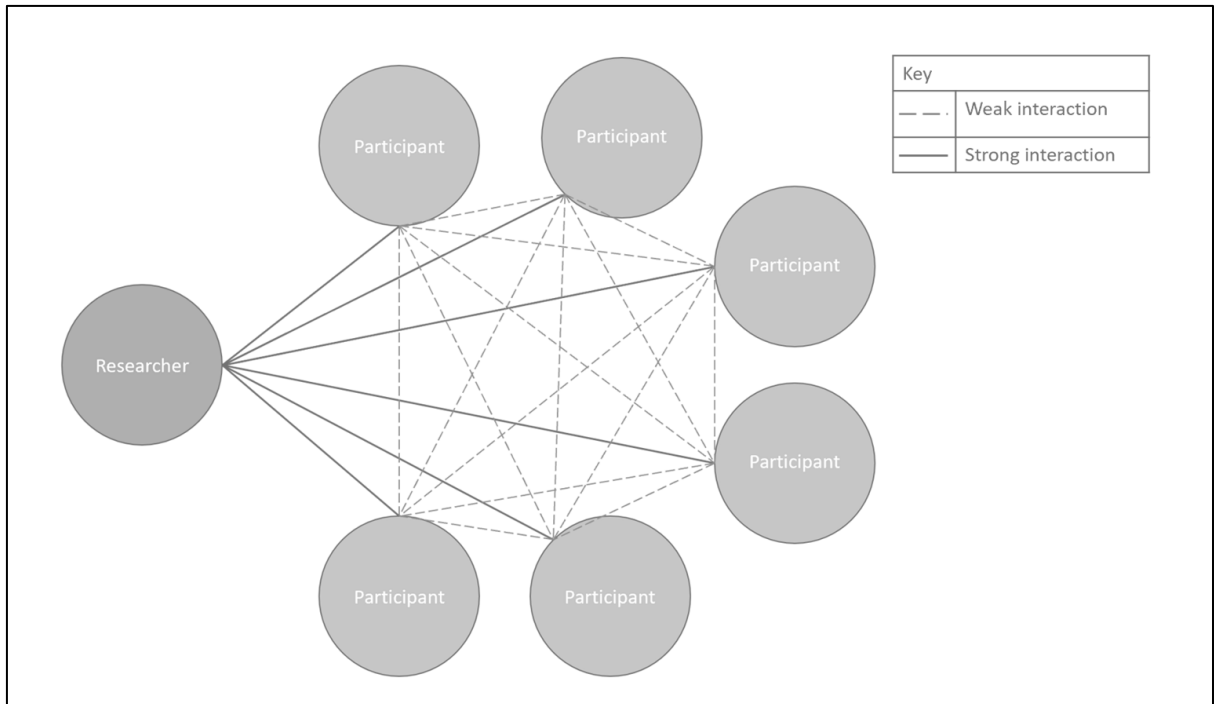 Key
Weak interaction
Strong interaction
Participant
Participant
Participant
Researcher
Participant
Participant
Participant